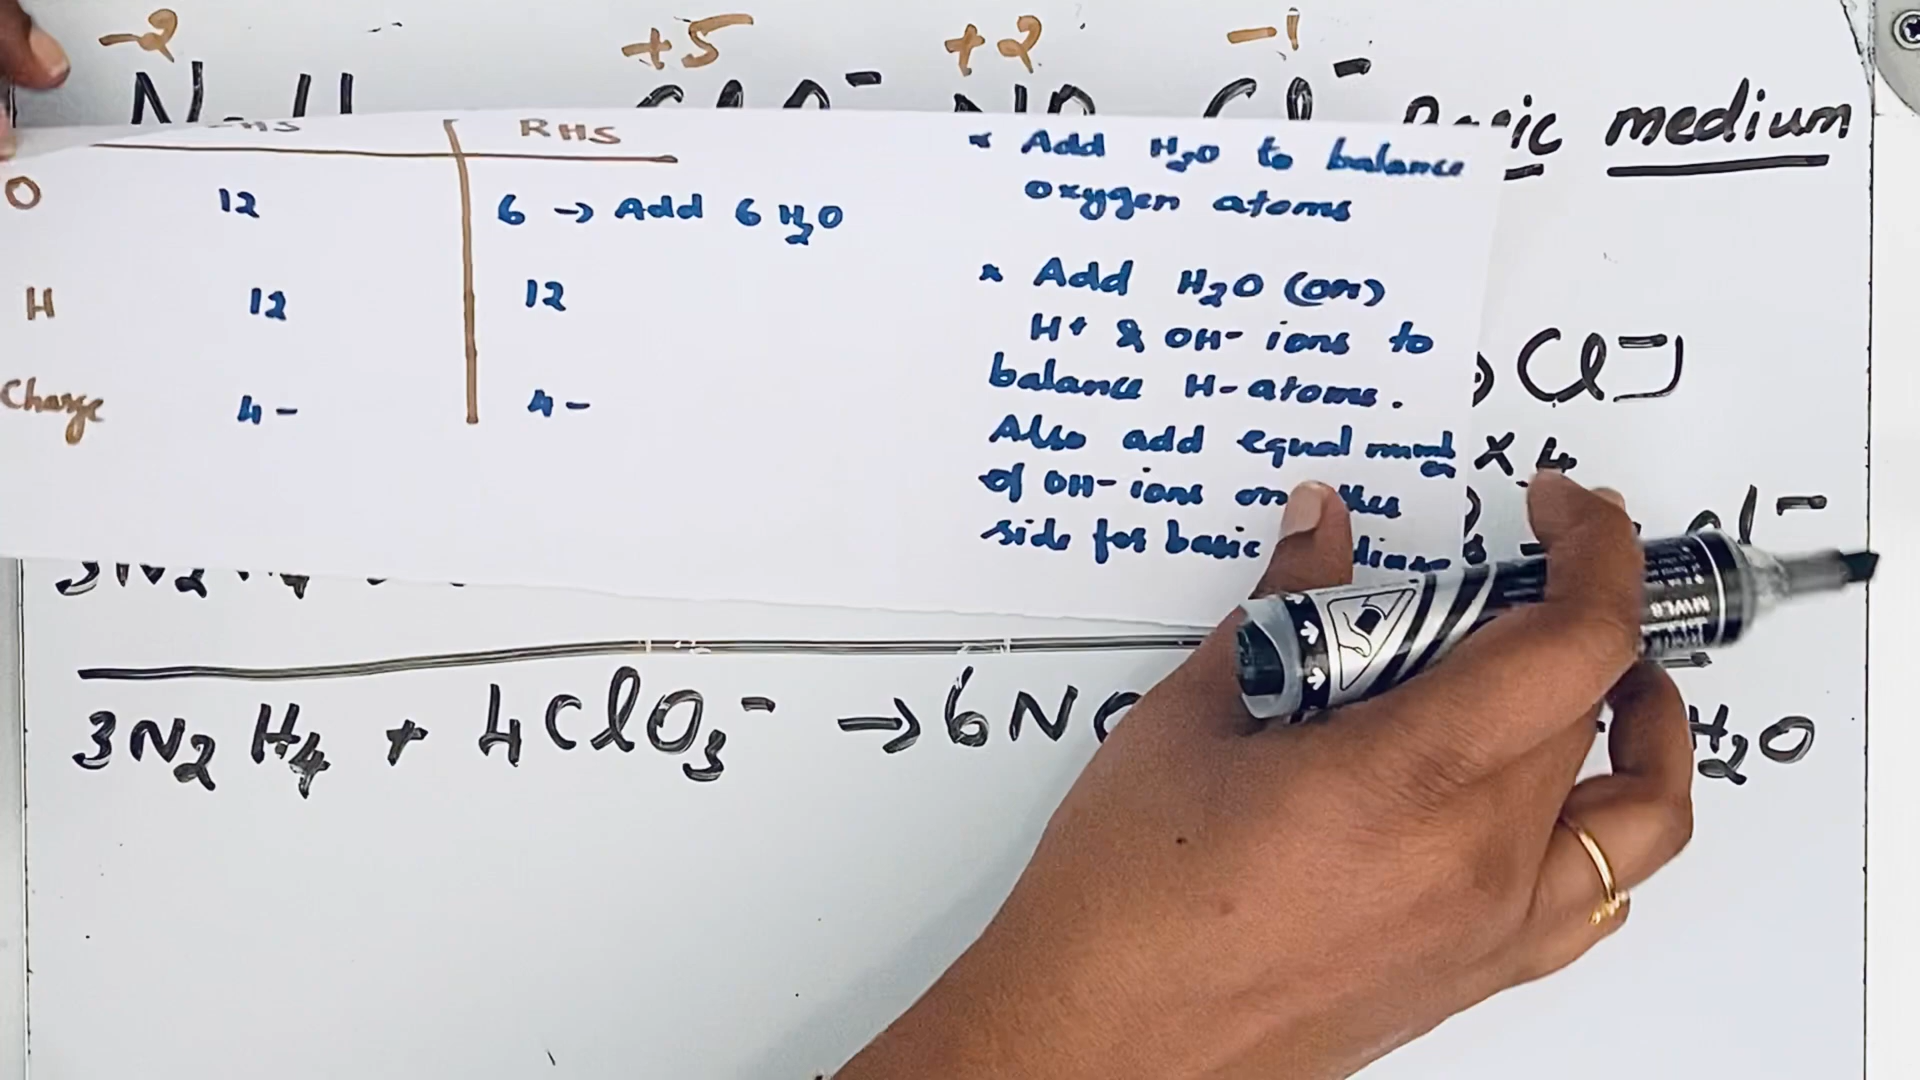 -2 +5 +2 -1
medium
RHS
O 12 6 → Add 6 H₂O
H 12 12
Charge 4 - 4 -
* Add H₂O to balance
oxygen atoms
* Add H₂O (or)
H+ & OH- ions to
balance H-atoms.
Also add equal
of OH- ions on
side for basic
Cl⁻]
× 4
3N₂H₄ + 4ClO₃⁻ → 6N H₂O
MWLB